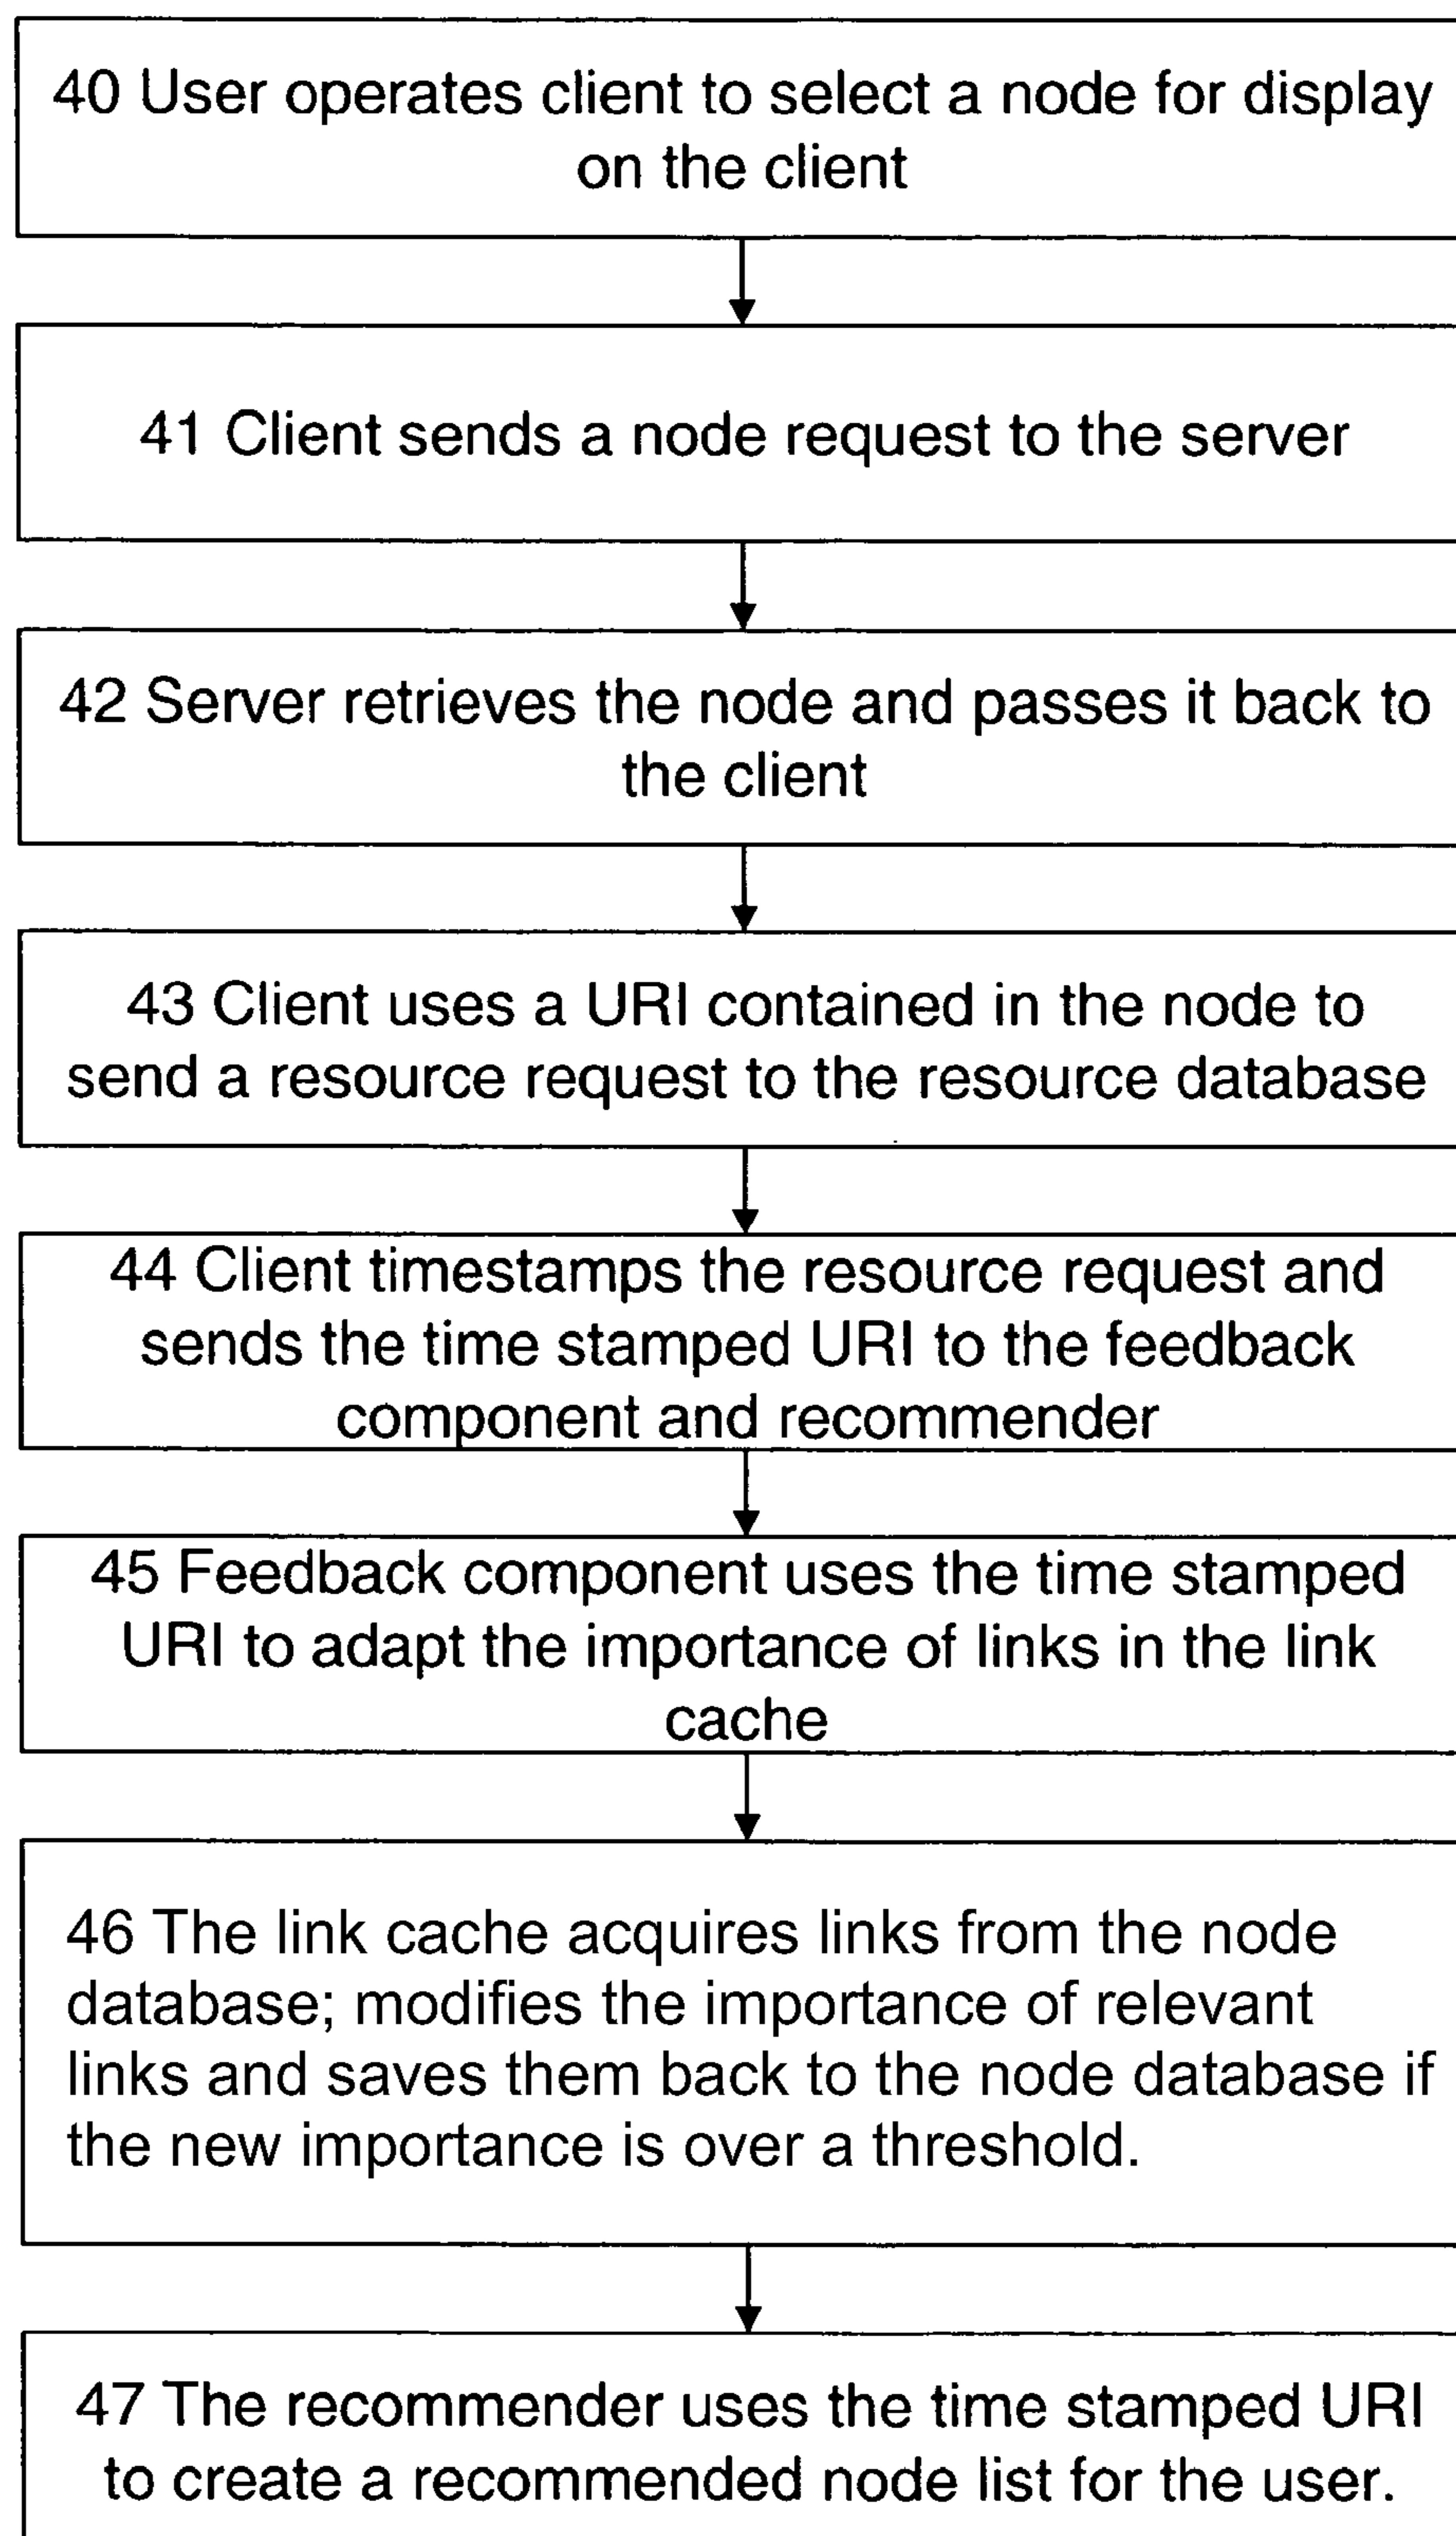 40 User operates client to select a node for display
on the client
41 Client sends a node request to the server
42 Server retrieves the node and passes it back to
the client
43 Client uses a URI contained in the node to
send a resource request to the resource database
44 Client timestamps the resource request and
sends the time stamped URI to the feedback
component and recommender
45 Feedback component uses the time stamped
URI to adapt the importance of links in the link
cache
46 The link cache acquires links from the node
database; modifies the importance of relevant
links and saves them back to the node database if
the new importance is over a threshold.
47 The recommender uses the time stamped URI
to create a recommended node list for the user.